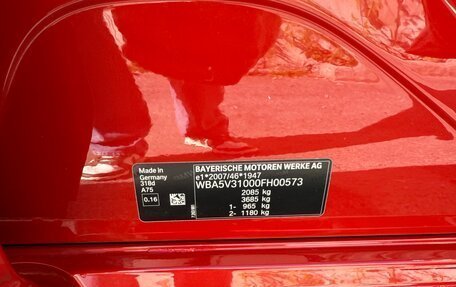 Made in
Germany
318d
A75
0.16
BAYERISCHE MOTOREN WERKE AG
e1*2007/46*1947
WBA5V31000FH00573
2085 kg
3685 kg
1- 965 kg
2- 1180 kg